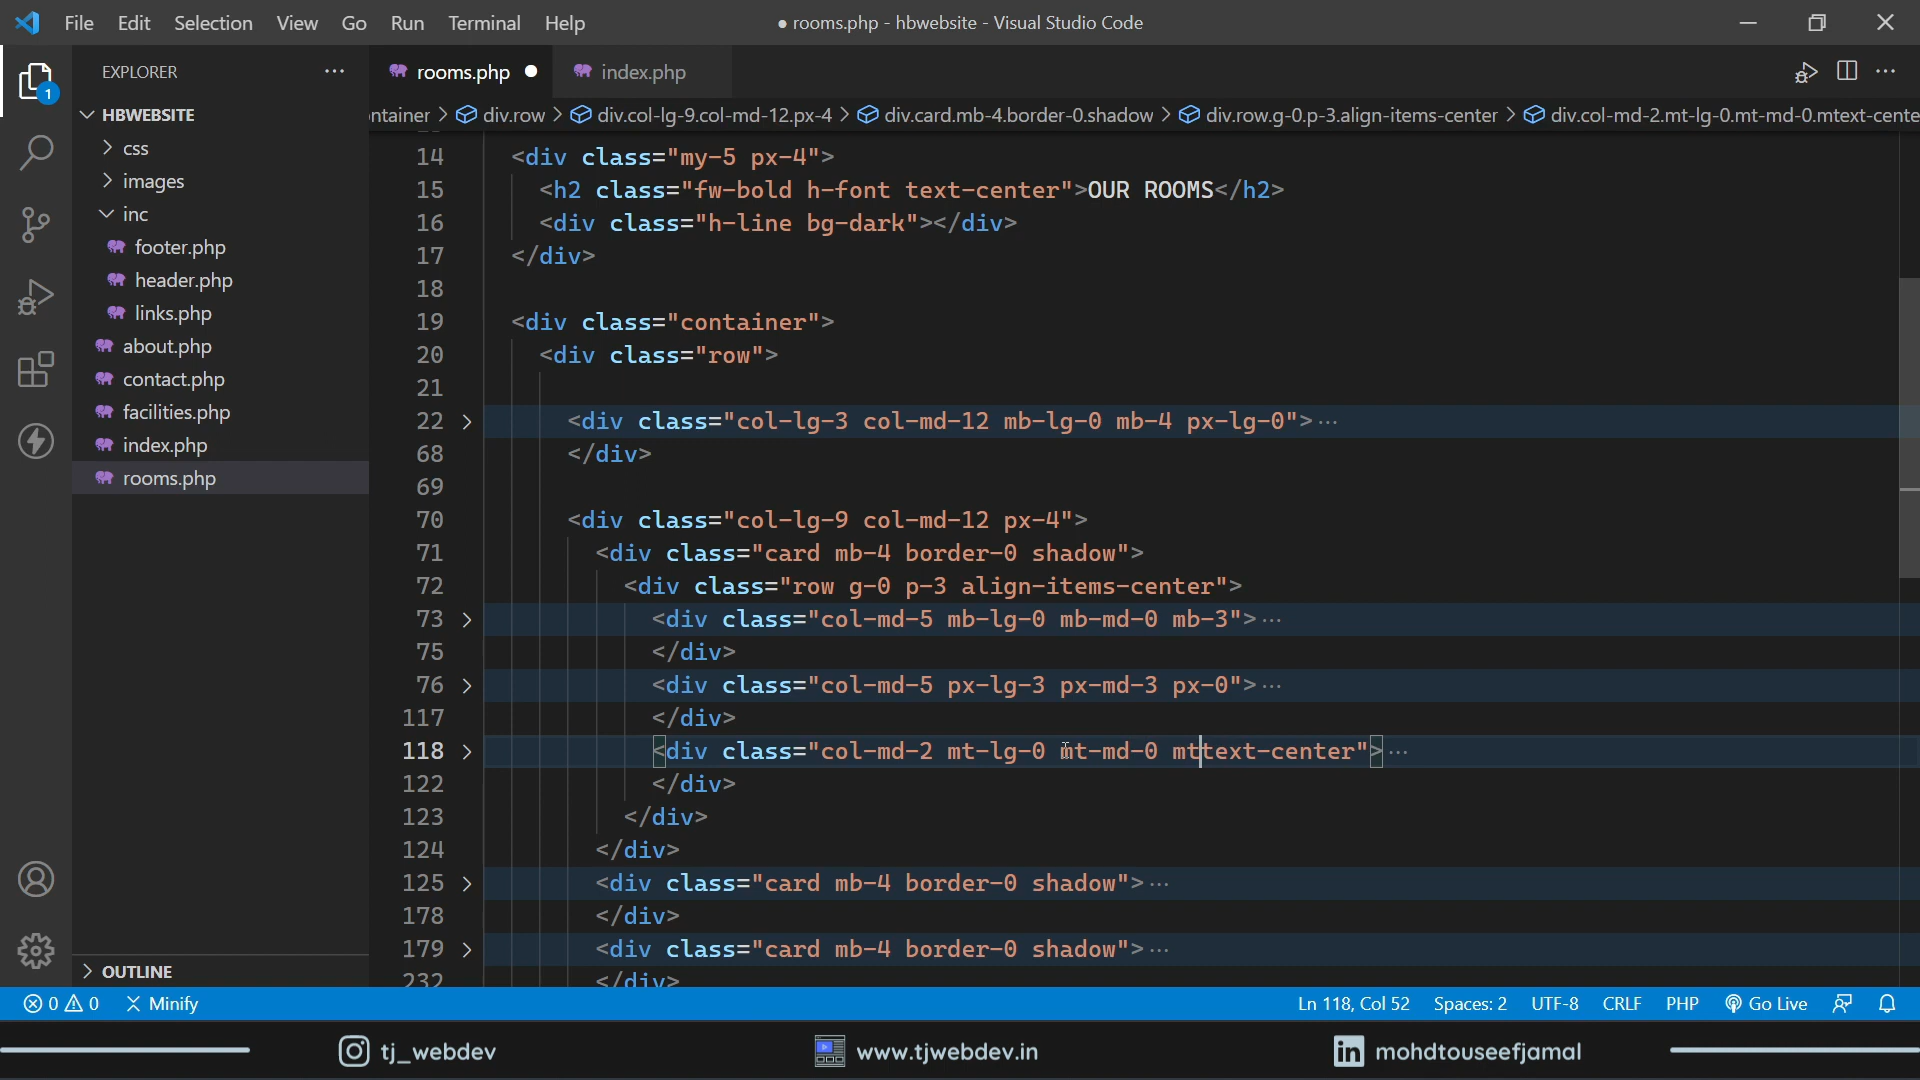 File Edit Selection View Go Run Terminal Help
● rooms.php - hbwebsite - Visual Studio Code
EXPLORER
1
HBWEBSITE
css
images
inc
footer.php
header.php
links.php
about.php
contact.php
facilities.php
index.php
rooms.php
OUTLINE
rooms.php ● index.php
ntainer > div.row > div.col-lg-9.col-md-12.px-4 > div.card.mb-4.border-0.shadow > div.row.g-0.p-3.align-items-center > div.col-md-2.mt-lg-0.mt-md-0.mtext-cente
14 <div class="my-5 px-4">
15 <h2 class="fw-bold h-font text-center">OUR ROOMS</h2>
16 <div class="h-line bg-dark"></div>
17 </div>
18
19 <div class="container">
20 <div class="row">
21
22 <div class="col-lg-3 col-md-12 mb-lg-0 mb-4 px-lg-0">…
68 </div>
69
70 <div class="col-lg-9 col-md-12 px-4">
71 <div class="card mb-4 border-0 shadow">
72 <div class="row g-0 p-3 align-items-center">
73 <div class="col-md-5 mb-lg-0 mb-md-0 mb-3">…
75 </div>
76 <div class="col-md-5 px-lg-3 px-md-3 px-0">…
117 </div>
118 <div class="col-md-2 mt-lg-0 mt-md-0 mttext-center">…
122 </div>
123 </div>
124 </div>
125 <div class="card mb-4 border-0 shadow">…
178 </div>
179 <div class="card mb-4 border-0 shadow">…
232 </div>
0 0 Minify Ln 118, Col 52 Spaces: 2 UTF-8 CRLF PHP Go Live
tj_webdev www.tjwebdev.in in mohdtouseefjamal